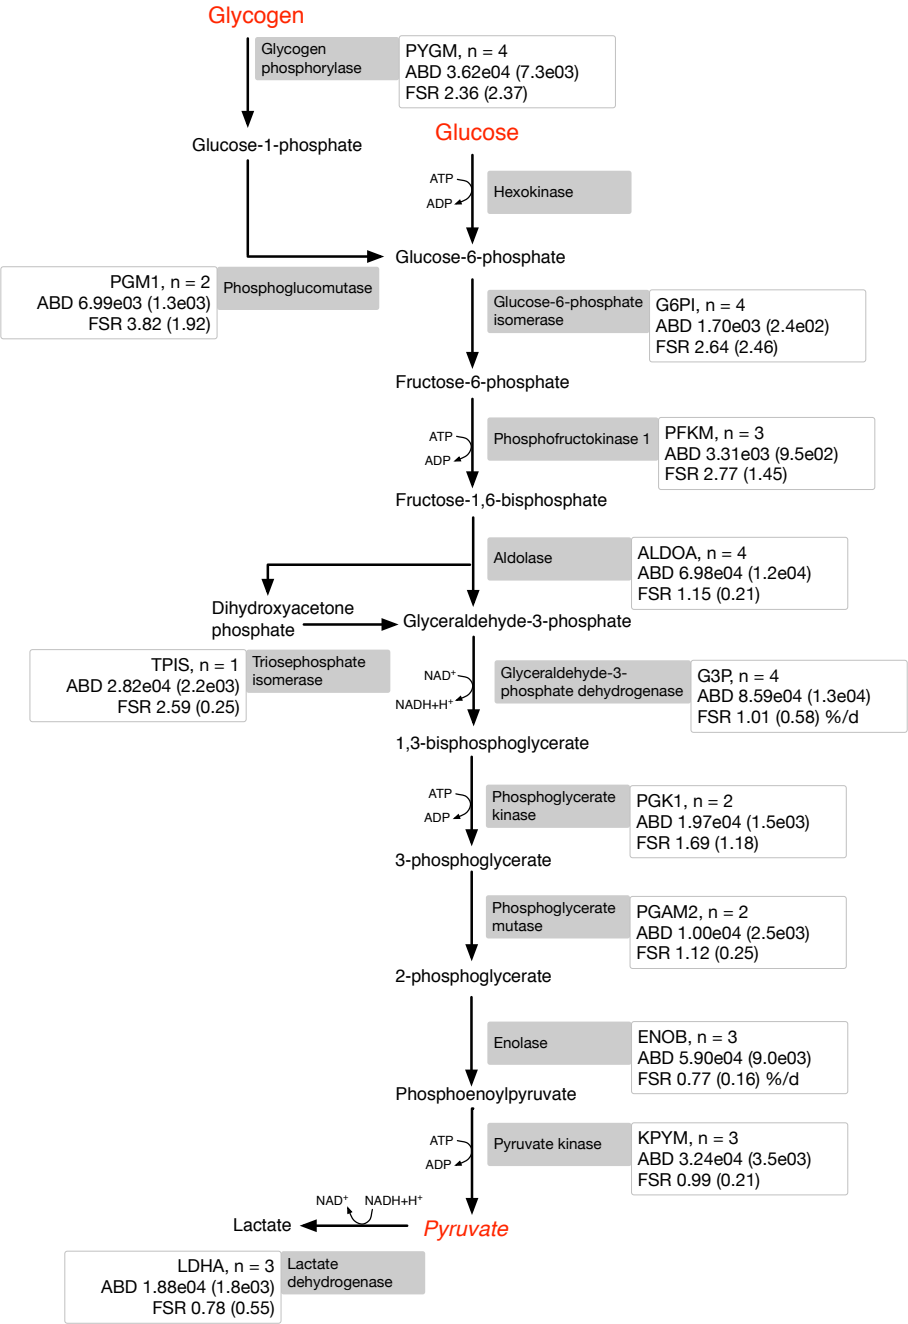 Glycogen
Glycogen
phosphorylase
PYGM, n = 4
ABD 3.62e04 (7.3e03)
FSR 2.36 (2.37)
Glucose-1-phosphate
Glucose
ATP
ADP
Hexokinase
Glucose-6-phosphate
PGM1, n = 2
ABD 6.99e03 (1.3e03)
FSR 3.82 (1.92)
Phosphoglucomutase
Glucose-6-phosphate
isomerase
G6PI, n = 4
ABD 1.70e03 (2.4e02)
FSR 2.64 (2.46)
Fructose-6-phosphate
ATP
ADP
Phosphofructokinase 1
PFKM, n = 3
ABD 3.31e03 (9.5e02)
FSR 2.77 (1.45)
Fructose-1,6-bisphosphate
Aldolase
ALDOA, n = 4
ABD 6.98e04 (1.2e04)
FSR 1.15 (0.21)
Dihydroxyacetone
phosphate
Glyceraldehyde-3-phosphate
TPIS, n = 1
ABD 2.82e04 (2.2e03)
FSR 2.59 (0.25)
Triosephosphate
isomerase
NAD⁺
NADH+H⁺
Glyceraldehyde-3-
phosphate dehydrogenase
G3P, n = 4
ABD 8.59e04 (1.3e04)
FSR 1.01 (0.58) %/d
1,3-bisphosphoglycerate
ATP
ADP
Phosphoglycerate
kinase
PGK1, n = 2
ABD 1.97e04 (1.5e03)
FSR 1.69 (1.18)
3-phosphoglycerate
Phosphoglycerate
mutase
PGAM2, n = 2
ABD 1.00e04 (2.5e03)
FSR 1.12 (0.25)
2-phosphoglycerate
Enolase
ENOB, n = 3
ABD 5.90e04 (9.0e03)
FSR 0.77 (0.16) %/d
Phosphoenolpyruvate
ATP
ADP
Pyruvate kinase
KPYM, n = 3
ABD 3.24e04 (3.5e03)
FSR 0.99 (0.21)
NAD⁺
NADH+H⁺
Lactate
Pyruvate
LDHA, n = 3
ABD 1.88e04 (1.8e03)
FSR 0.78 (0.55)
Lactate
dehydrogenase